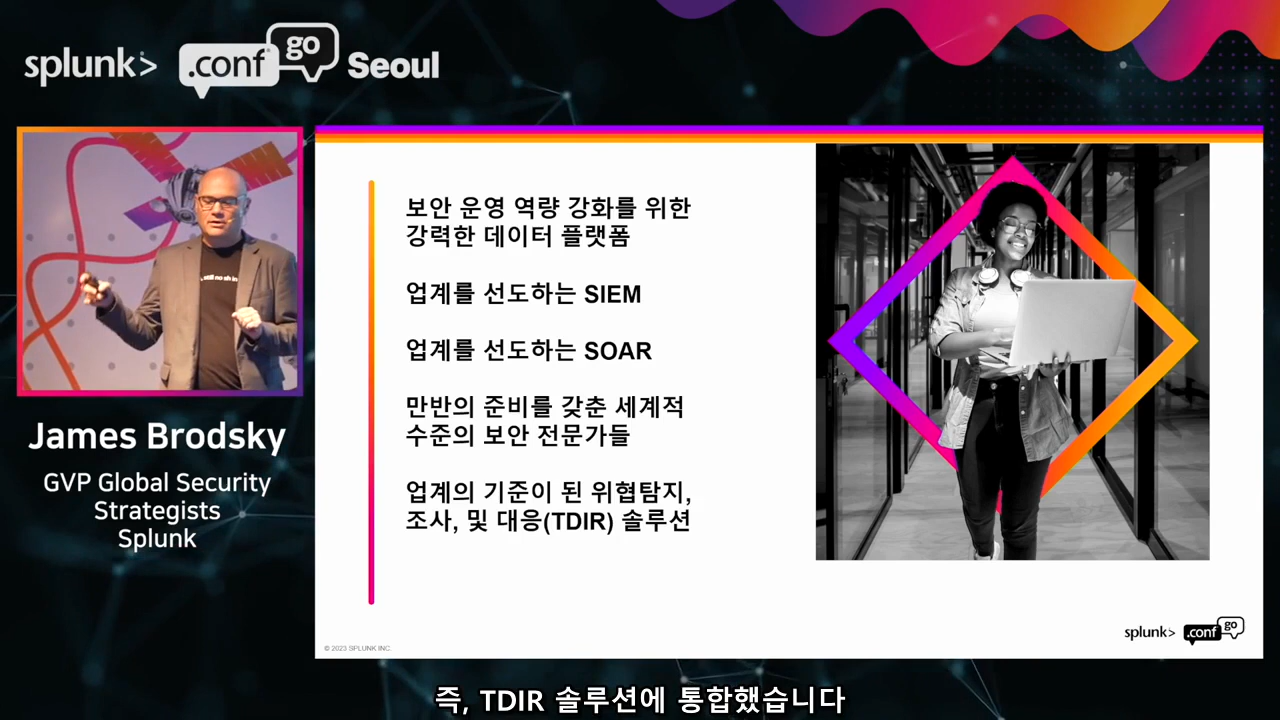 splunk>
.conf
go
Seoul
still no sh in
James Brodsky
GVP Global Security
Strategists
Splunk
보안 운영 역량 강화를 위한
강력한 데이터 플랫폼
업계를 선도하는 SIEM
업계를 선도하는 SOAR
만반의 준비를 갖춘 세계적
수준의 보안 전문가들
업계의 기준이 된 위협탐지,
조사, 및 대응(TDIR) 솔루션
© 2023 SPLUNK INC.
splunk>
.conf
go
즉, TDIR 솔루션에 통합했습니다